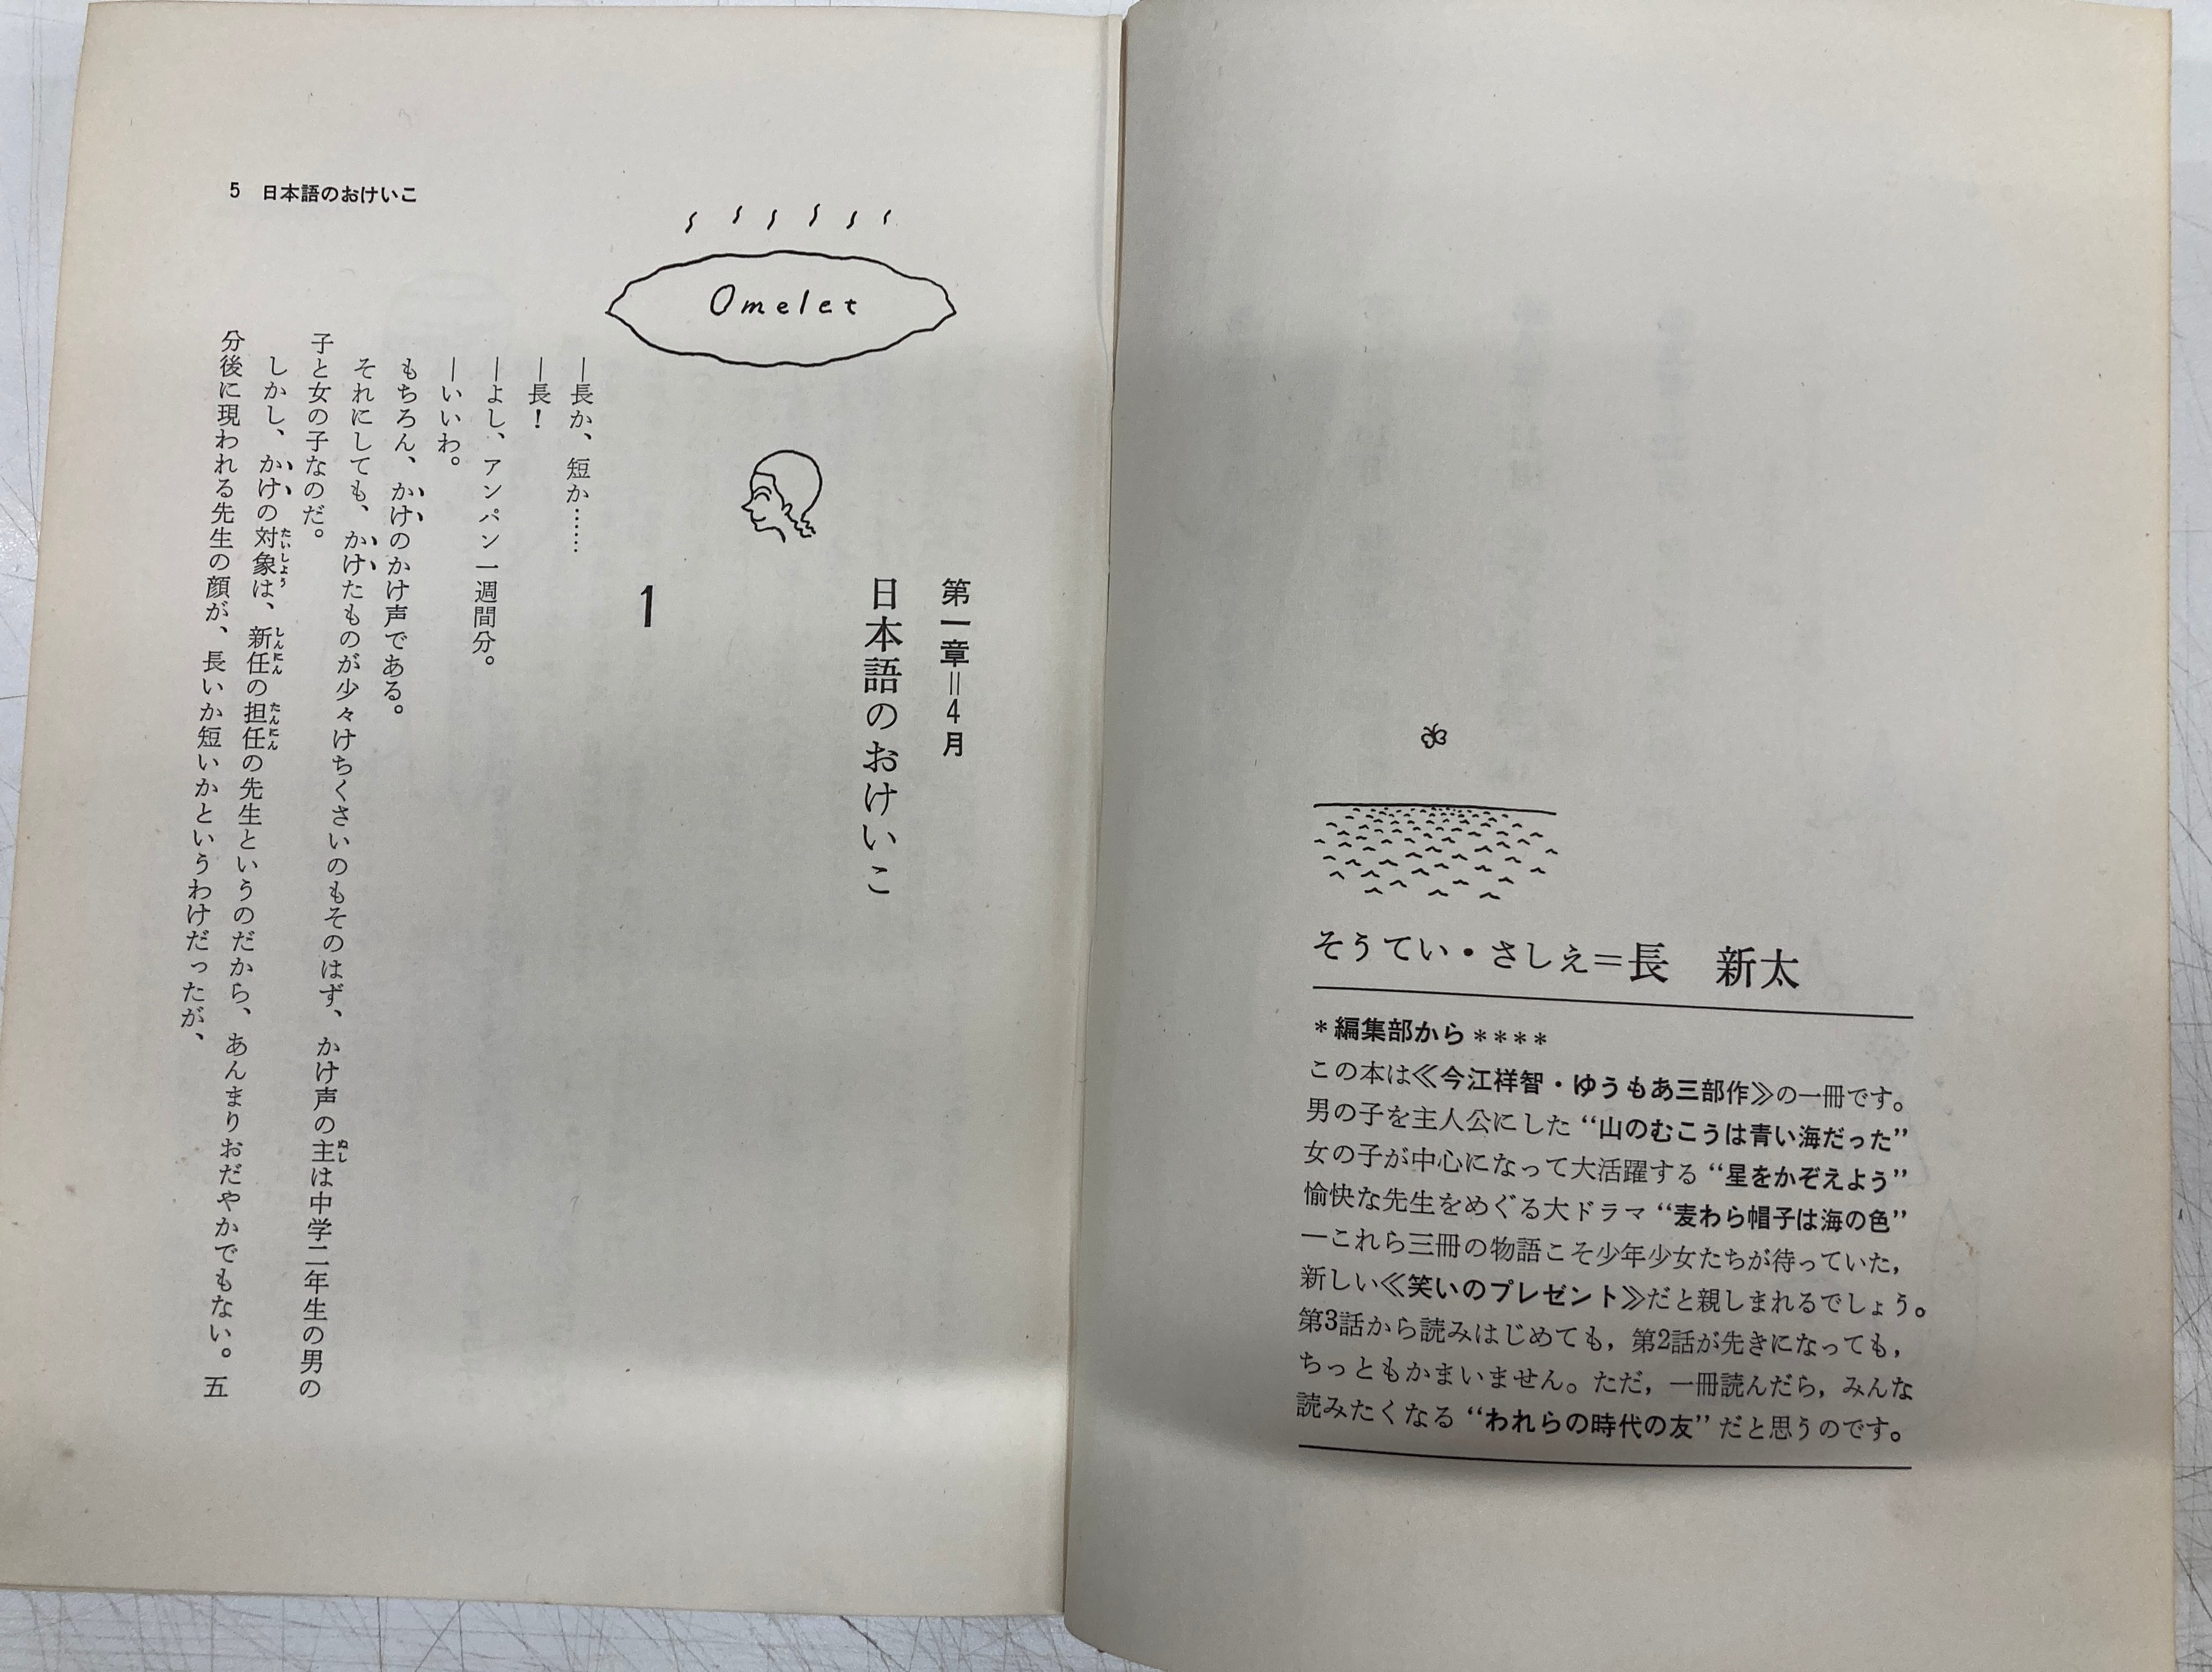 そうてい・さしえ＝長　新太
＊編集部から＊＊＊＊
この本は≪今江祥智・ゆうもあ三部作≫の一冊です。
男の子を主人公にした“山のむこうは青い海だった”
女の子が中心になって大活躍する“星をかぞえよう”
愉快な先生をめぐる大ドラマ“麦わら帽子は海の色”
―これら三冊の物語こそ少年少女たちが待っていた，
新しい≪笑いのプレゼント≫だと親しまれるでしょう。
第3話から読みはじめても，第2話が先きになっても，
ちっともかまいません。ただ，一冊読んだら，みんな
読みたくなる“われらの時代の友”だと思うのです。
5　日本語のおけいこ
Omelet
第一章＝4月
日本語のおけいこ
1
―長か、短か……
―長！
―よし、アンパン一週間分。
―いいわ。
もちろん、かけのかけ声である。
それにしても、かけたものが少々けちくさいのもそのはず、かけ声の主は中学二年生の男の
子と女の子なのだ。
しかし、かけの対象は、新任の担任の先生というのだから、あんまりおだやかでもない。五
分後に現われる先生の顔が、長いか短いかというわけだったが、